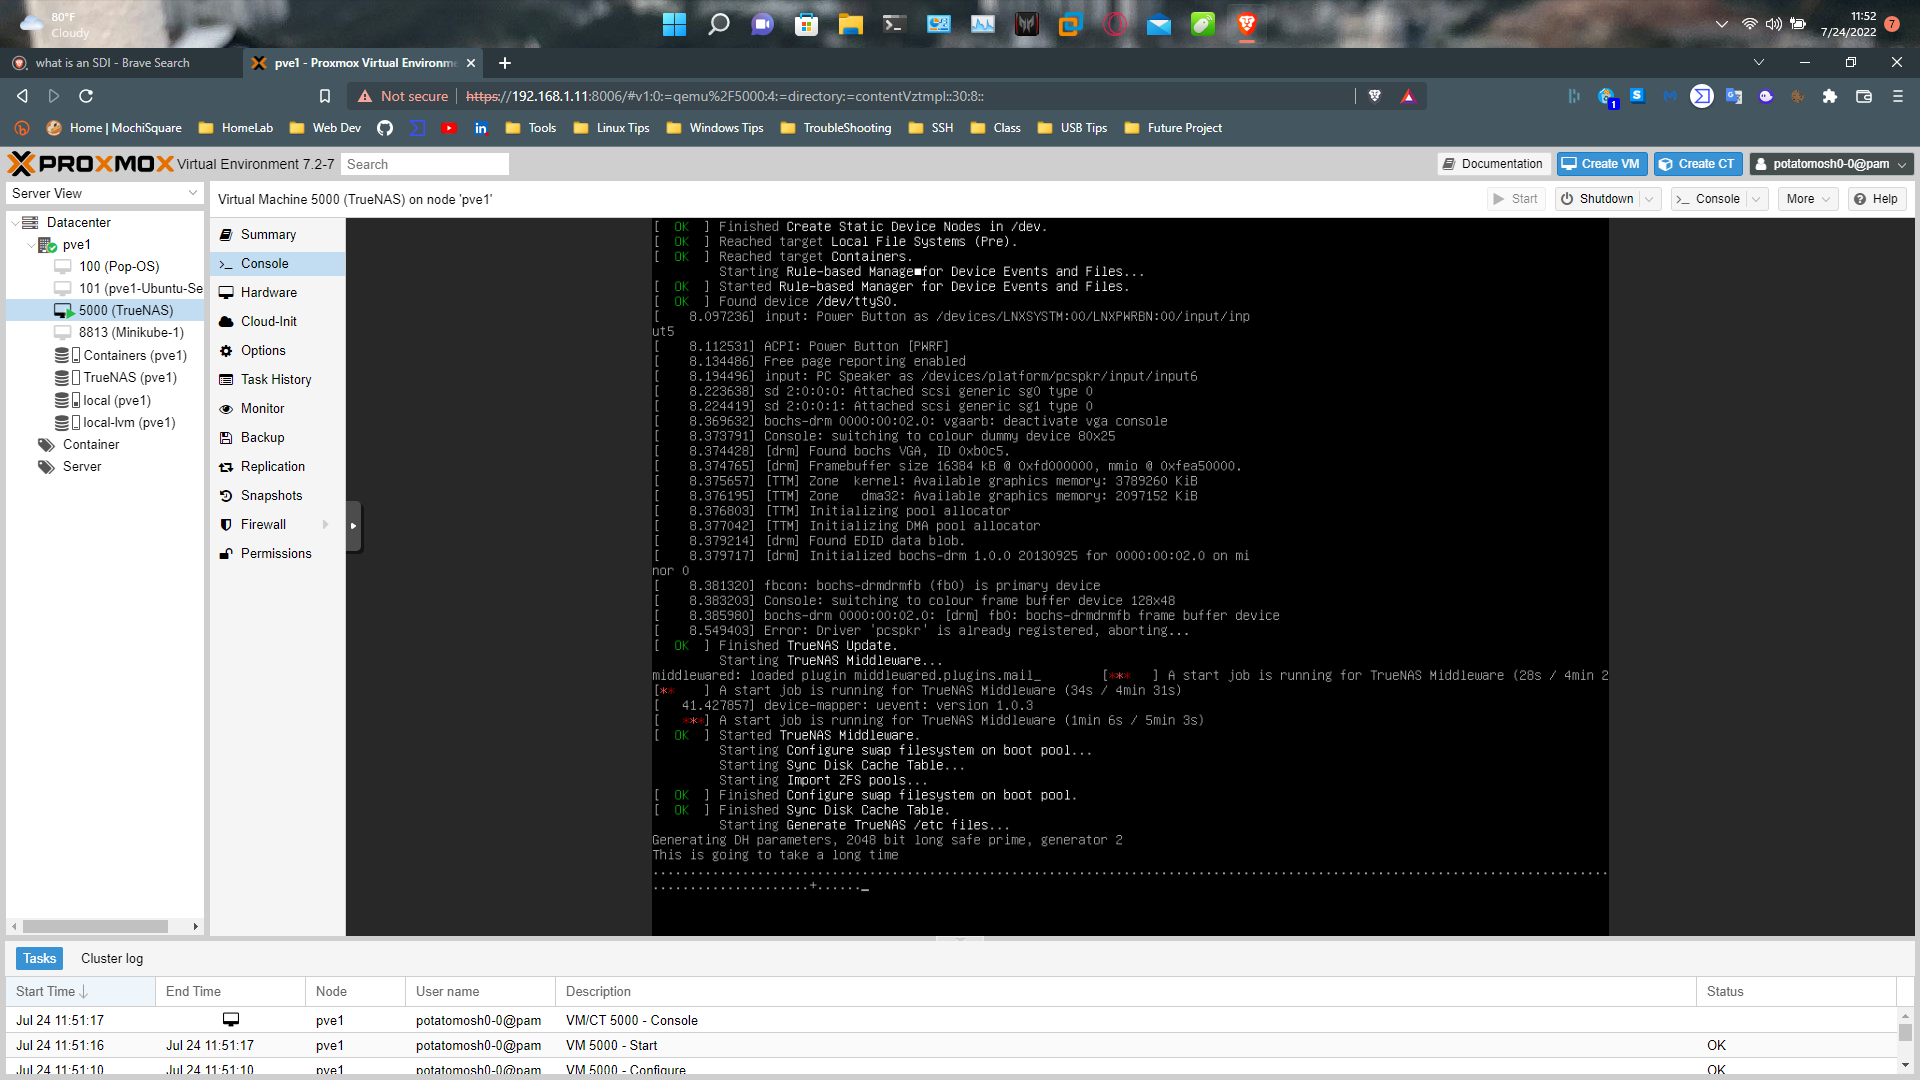 80°F
Cloudy
11:52
7/24/2022
7
what is an SDI - Brave Search
pve1 - Proxmox Virtual Environme
Not secure
https://192.168.1.11:8006/#v1:0:=qemu%2F5000:4:=directory:=contentVztmpl::30:8::
1
Home | MochiSquare
HomeLab
Web Dev
Tools
Linux Tips
Windows Tips
TroubleShooting
SSH
Class
USB Tips
Future Project
PROXMOX
Virtual Environment 7.2-7
Search
Documentation
Create VM
Create CT
potatomosh0-0@pam
Server View
Virtual Machine 5000 (TrueNAS) on node 'pve1'
Start
Shutdown
Console
More
Help
Datacenter
pve1
100 (Pop-OS)
101 (pve1-Ubuntu-Se
5000 (TrueNAS)
8813 (Minikube-1)
Containers (pve1)
TrueNAS (pve1)
local (pve1)
local-lvm (pve1)
Container
Server
Summary
Console
Hardware
Cloud-Init
Options
Task History
Monitor
Backup
Replication
Snapshots
Firewall
Permissions
[  OK  ] Finished Create Static Device Nodes in /dev.
[  OK  ] Reached target Local File Systems (Pre).
[  OK  ] Reached target Containers.
Starting Rule-based Manage■for Device Events and Files...
[  OK  ] Started Rule-based Manager for Device Events and Files.
[  OK  ] Found device /dev/ttyS0.
[    8.097236] input: Power Button as /devices/LNXSYSTM:00/LNXPWRBN:00/input/inp
ut5
[    8.112531] ACPI: Power Button [PWRF]
[    8.134486] Free page reporting enabled
[    8.194496] input: PC Speaker as /devices/platform/pcspkr/input/input6
[    8.223638] sd 2:0:0:0: Attached scsi generic sg0 type 0
[    8.224419] sd 2:0:0:1: Attached scsi generic sg1 type 0
[    8.369632] bochs-drm 0000:00:02.0: vgaarb: deactivate vga console
[    8.373791] Console: switching to colour dummy device 80x25
[    8.374428] [drm] Found bochs VGA, ID 0xb0c5.
[    8.374765] [drm] Framebuffer size 16384 kB @ 0xfd000000, mmio @ 0xfea50000.
[    8.375657] [TTM] Zone  kernel: Available graphics memory: 3789260 KiB
[    8.376195] [TTM] Zone   dma32: Available graphics memory: 2097152 KiB
[    8.376803] [TTM] Initializing pool allocator
[    8.377042] [TTM] Initializing DMA pool allocator
[    8.379214] [drm] Found EDID data blob.
[    8.379717] [drm] Initialized bochs-drm 1.0.0 20130925 for 0000:00:02.0 on mi
nor 0
[    8.381320] fbcon: bochs-drmdrmfb (fb0) is primary device
[    8.383203] Console: switching to colour frame buffer device 128x48
[    8.385980] bochs-drm 0000:00:02.0: [drm] fb0: bochs-drmdrmfb frame buffer device
[    8.549403] Error: Driver 'pcspkr' is already registered, aborting...
[  OK  ] Finished TrueNAS Update.
Starting TrueNAS Middleware...
middlewared: loaded plugin middlewared.plugins.mail_        [***   ] A start job is running for TrueNAS Middleware (28s / 4min 2
[**    ] A start job is running for TrueNAS Middleware (34s / 4min 31s)
[   41.427857] device-mapper: uevent: version 1.0.3
[   ***] A start job is running for TrueNAS Middleware (1min 6s / 5min 3s)
[  OK  ] Started TrueNAS Middleware.
Starting Configure swap filesystem on boot pool...
Starting Sync Disk Cache Table...
Starting Import ZFS pools...
[  OK  ] Finished Configure swap filesystem on boot pool.
[  OK  ] Finished Sync Disk Cache Table.
Starting Generate TrueNAS /etc files...
Generating DH parameters, 2048 bit long safe prime, generator 2
This is going to take a long time
................................................................................................................................
.....................+......_
Tasks
Cluster log
Start Time
End Time
Node
User name
Description
Status
Jul 24 11:51:17
pve1
potatomosh0-0@pam
VM/CT 5000 - Console
Jul 24 11:51:16
Jul 24 11:51:17
pve1
potatomosh0-0@pam
VM 5000 - Start
OK
Jul 24 11:51:10
Jul 24 11:51:10
pve1
potatomosh0-0@pam
VM 5000 - Configure
OK